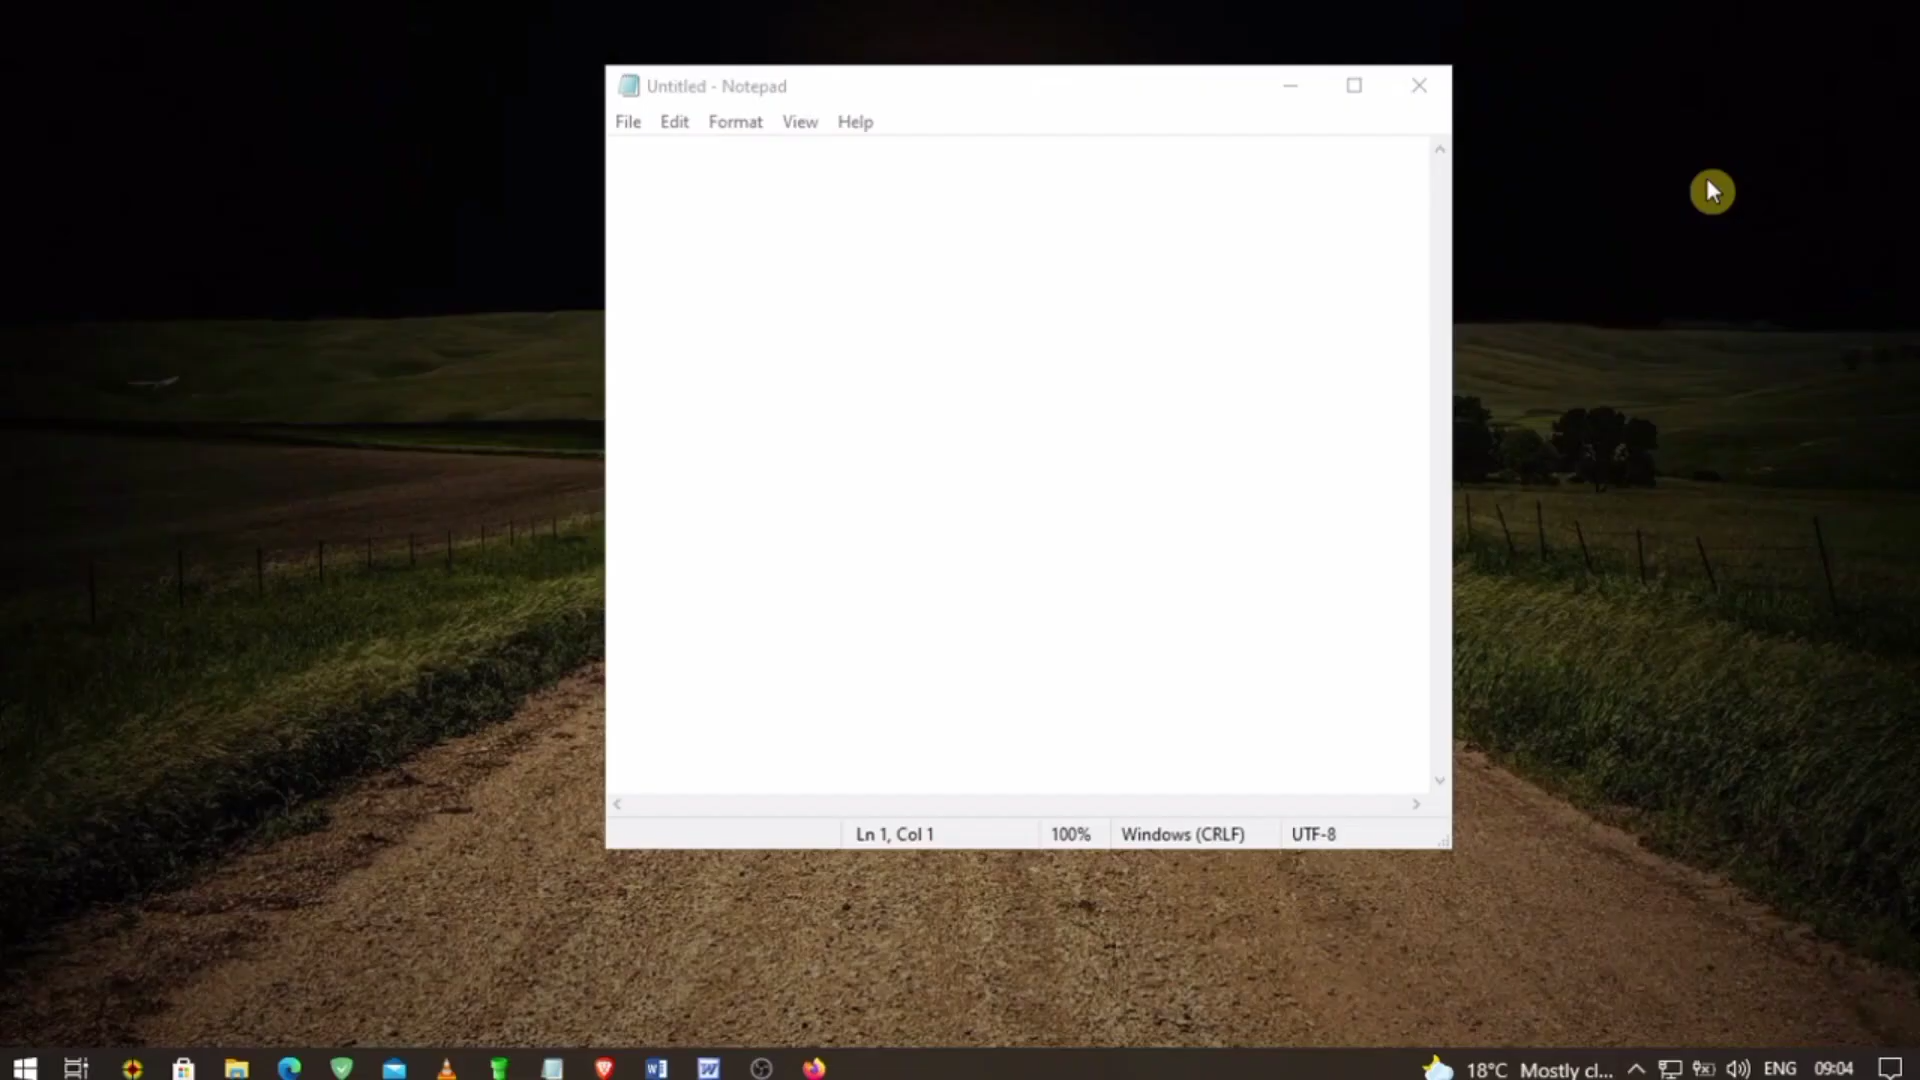 Untitled - Notepad
File Edit Format View Help
Ln 1, Col 1 100% Windows (CRLF) UTF-8
18°C Mostly cl... ENG 09:04